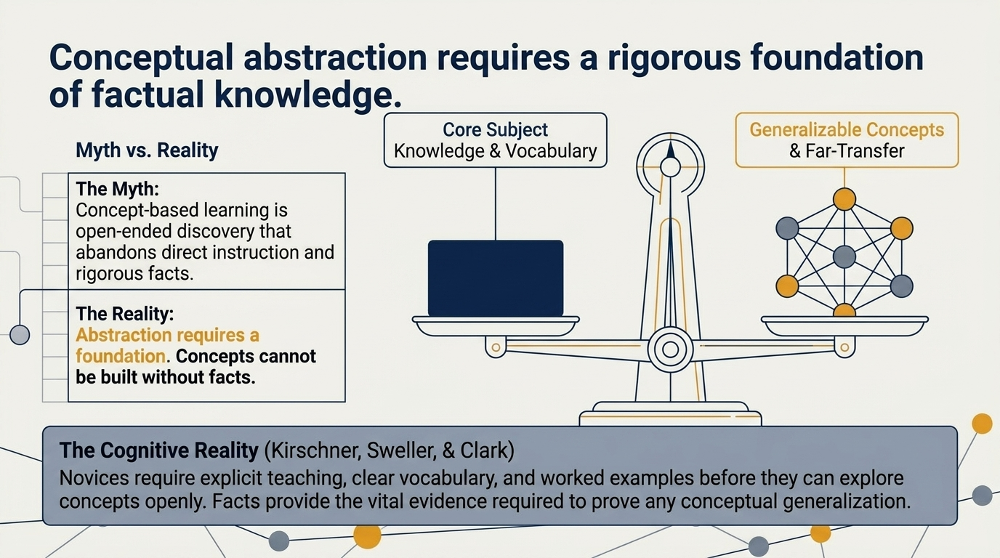 Conceptual abstraction requires a rigorous foundation
of factual knowledge.
Myth vs. Reality
The Myth:
Concept-based learning is
open-ended discovery that
abandons direct instruction and
rigorous facts.
The Reality:
Abstraction requires a
foundation. Concepts cannot
be built without facts.
Core Subject
Knowledge & Vocabulary
Generalizable Concepts
& Far-Transfer
The Cognitive Reality (Kirschner, Sweller, & Clark)
Novices require explicit teaching, clear vocabulary, and worked examples before they can explore
concepts openly. Facts provide the vital evidence required to prove any conceptual generalization.